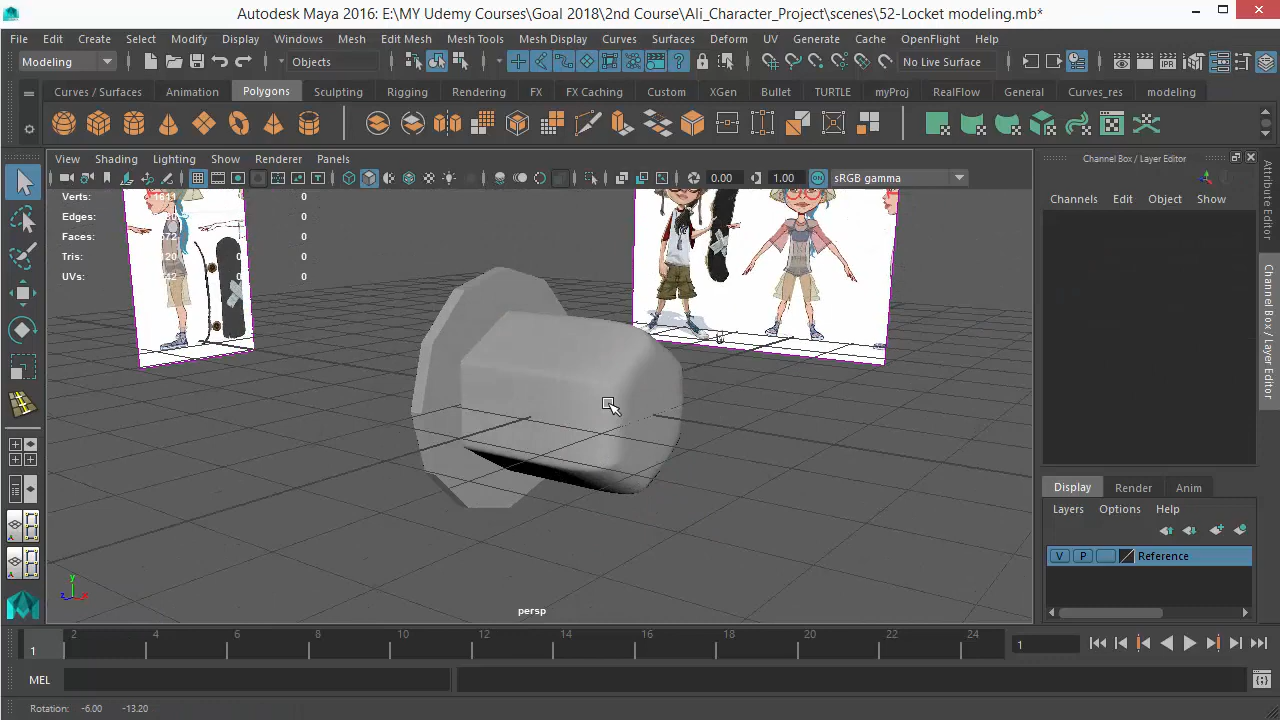 Autodesk Maya 2016: E:\MY Udemy Courses\Goal 2018\2nd Course\All_Character_Project\scenes\52-Locket modeling.mb*
File Edit Create Select Modify Display Windows Mesh Edit Mesh Mesh Tools Mesh Display Curves Surfaces Deform UV Generate Cache OpenFlight Help
Modeling Objects No Live Surface
Curves / Surfaces Animation Polygons Sculpting Rigging Rendering FX FX Caching Custom XGen Bullet TURTLE myProj RealFlow General Curves_res modeling
View Shading Lighting Show Renderer Panels
Channel Box / Layer Editor
0.00 1.00 ON sRGB gamma
Channels Edit Object Show
Verts: 0
Edges: 0
Faces: 0
Tris: 0
UVs: 0
Attribute Editor
Channel Box / Layer Editor
Display Render Anim
Layers Options Help
V P Reference
y
persp
1 2 4 6 8 10 12 14 16 18 20 22 24 1
MEL
Rotation: -6.00 -13.20